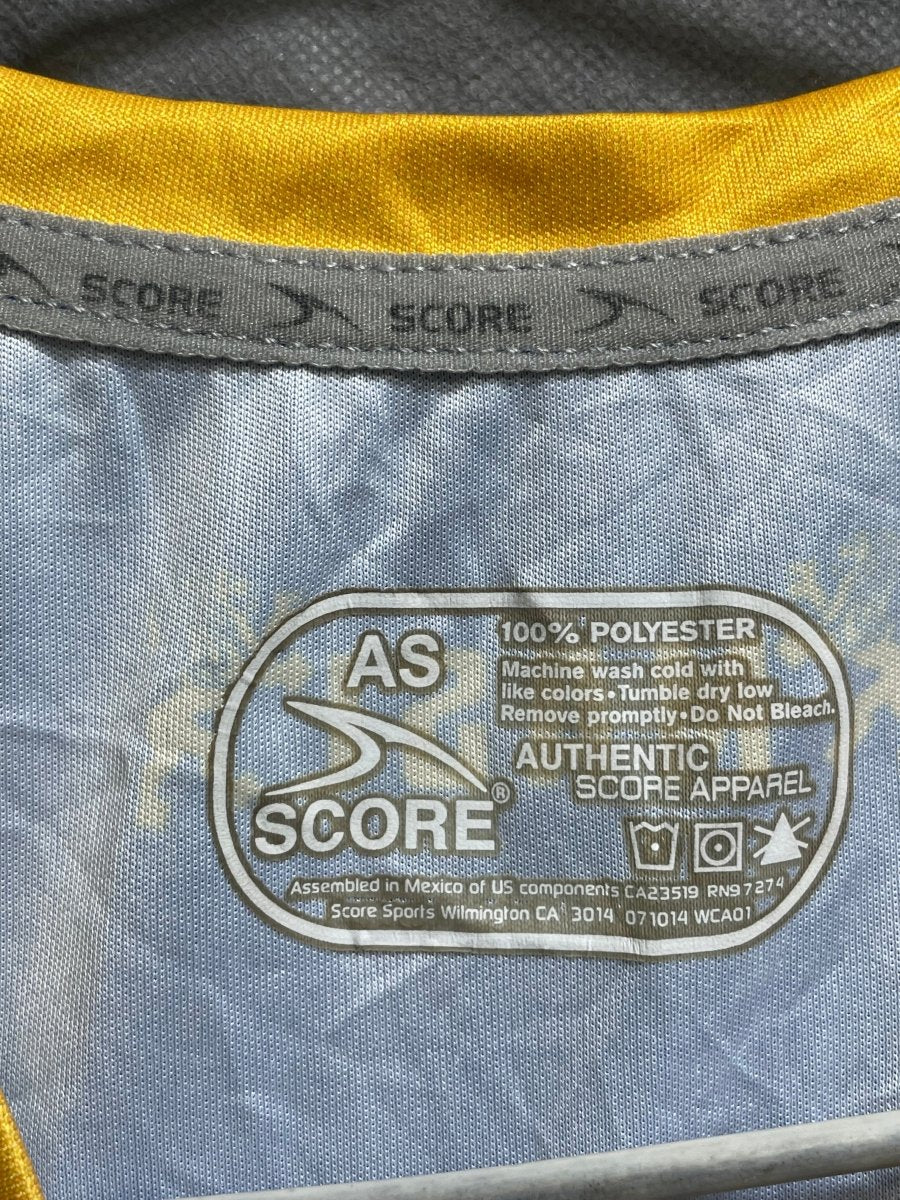 SCORE SCORE SCORE
AS
SCORE®
100% POLYESTER
Machine wash cold with
like colors•Tumble dry low
Remove promptly•Do Not Bleach.
AUTHENTIC
SCORE APPAREL
Assembled in Mexico of US components CA23519 RN97274
Score Sports Wilmington CA 3014 071014 WCA01